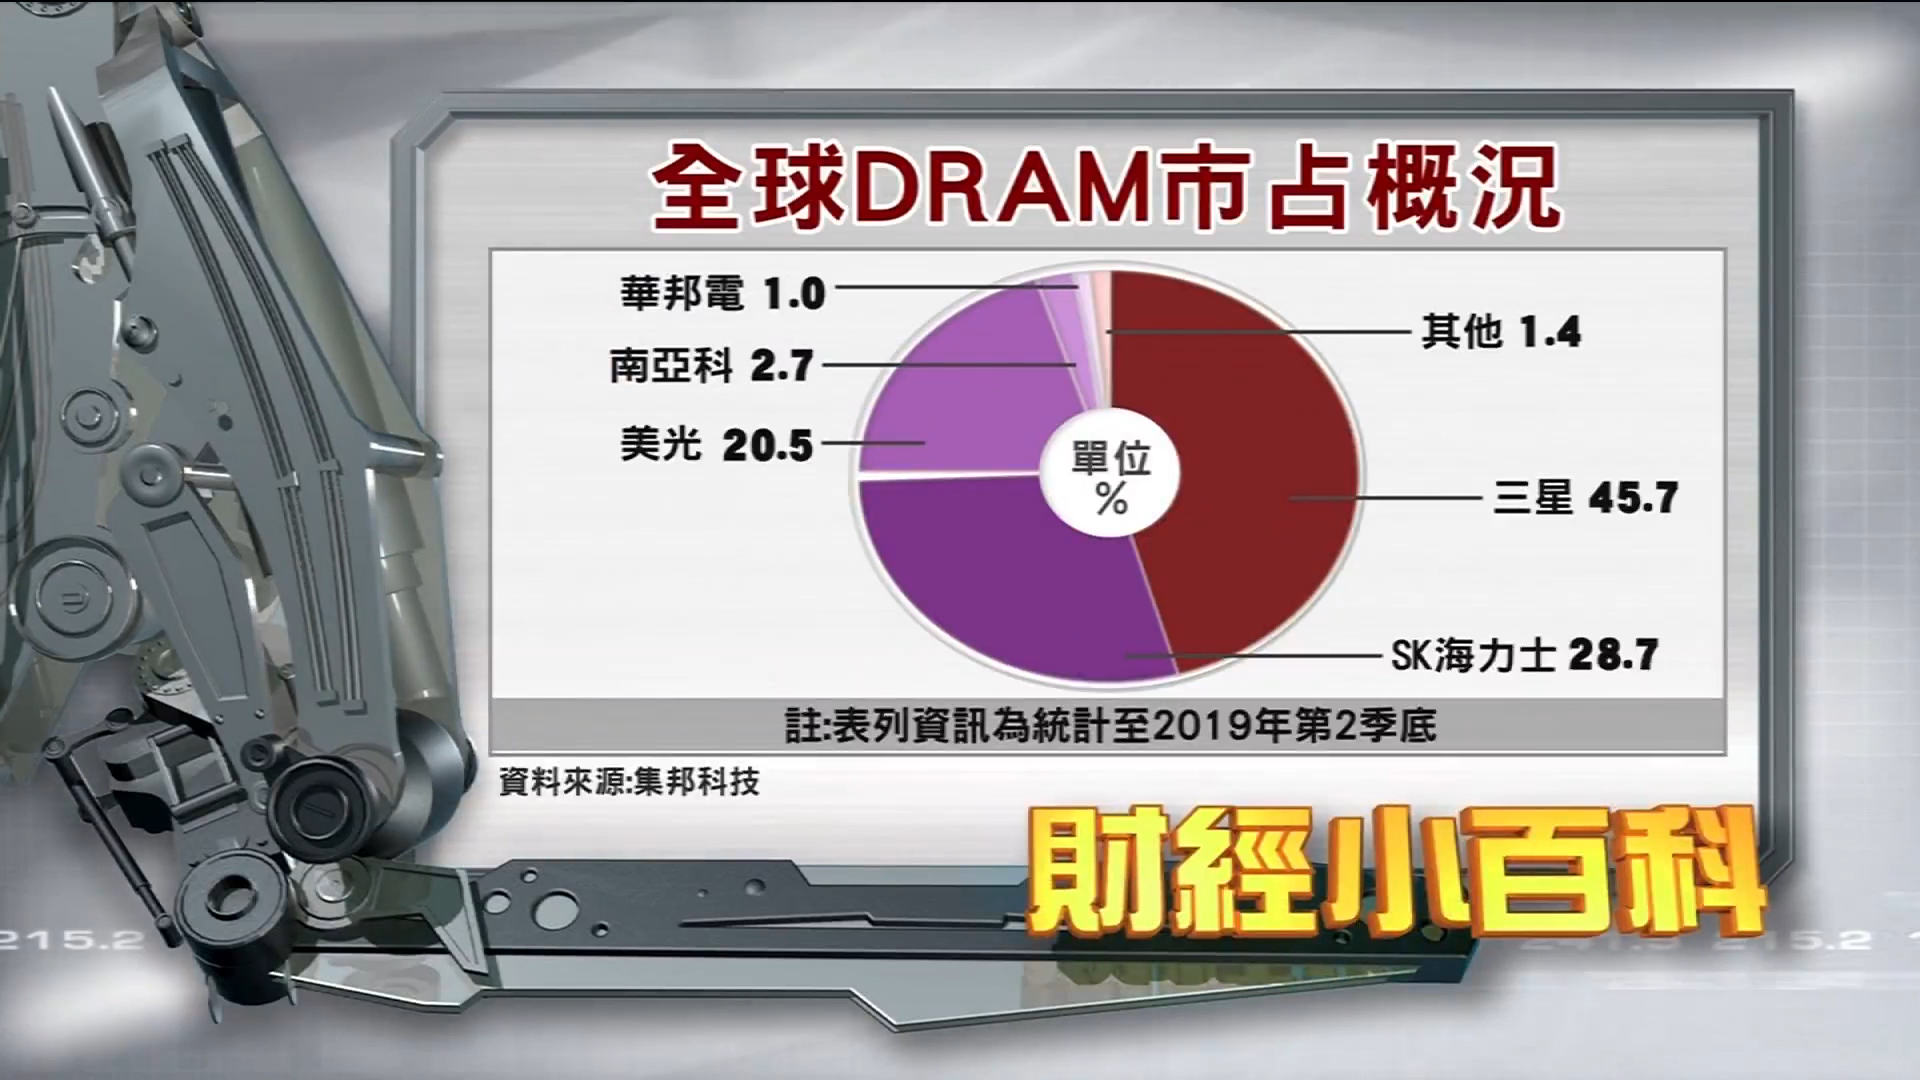 全球DRAM市占概況
華邦電 1.0
南亞科 2.7
美光 20.5
單位
%
其他 1.4
三星 45.7
SK海力士 28.7
註:表列資訊為統計至2019年第2季底
資料來源:集邦科技
財經小百科
215.2
215.2